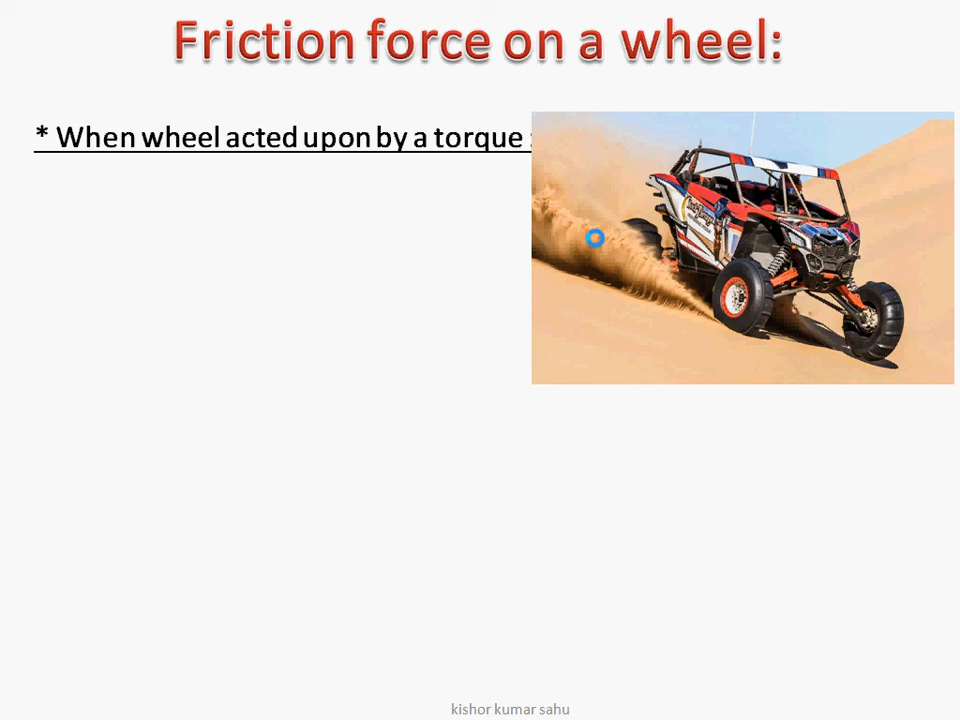 Friction force on a wheel:
* When wheel acted upon by a torque
kishor kumar sahu